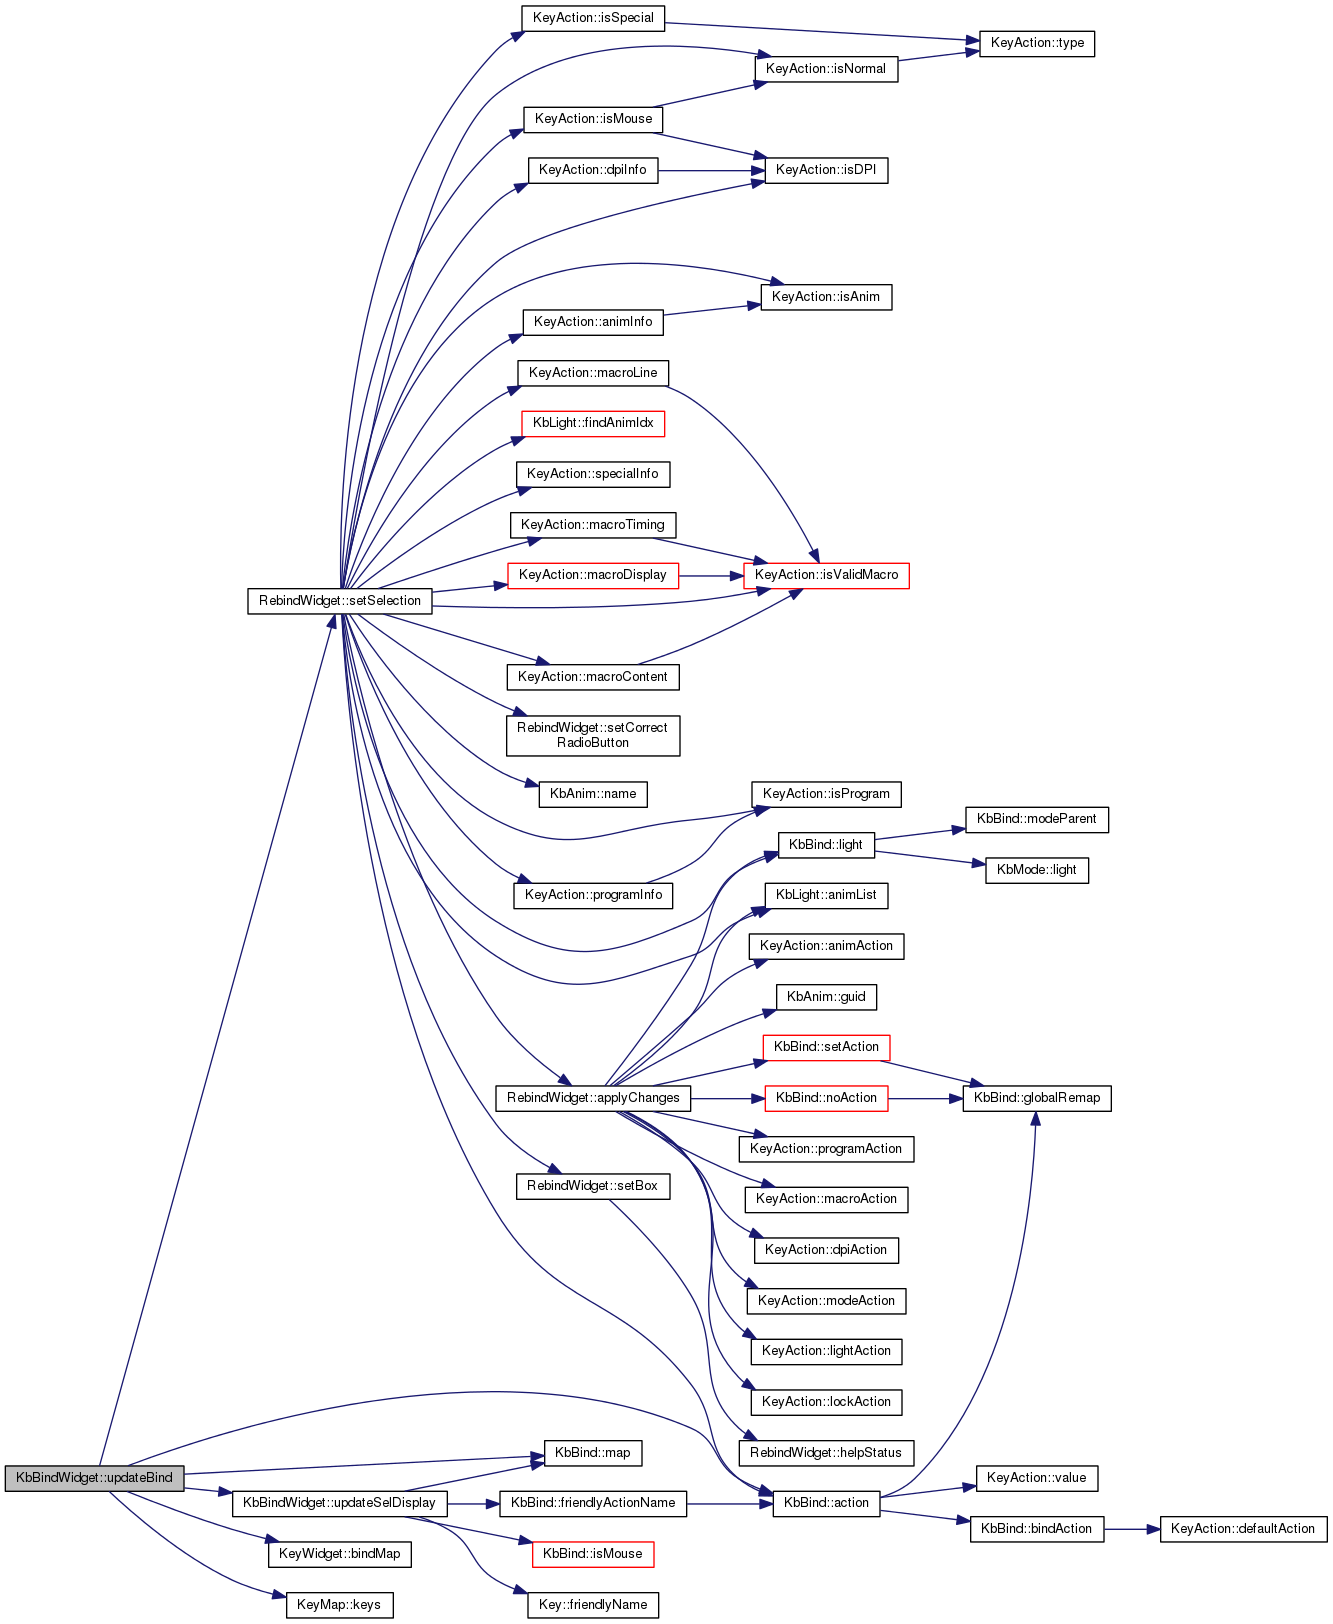 KeyAction::isSpecial
KeyAction::type
KeyAction::isNormal
KeyAction::isMouse
KeyAction::dpiInfo
KeyAction::isDPI
KeyAction::isAnim
KeyAction::animInfo
KeyAction::macroLine
KbLight::findAnimIdx
KeyAction::specialInfo
KeyAction::macroTiming
KeyAction::macroDisplay
KeyAction::isValidMacro
RebindWidget::setSelection
KeyAction::macroContent
RebindWidget::setCorrect
RadioButton
KbAnim::name
KeyAction::isProgram
KbBind::modeParent
KbBind::light
KbMode::light
KeyAction::programInfo
KbLight::animList
KeyAction::animAction
KbAnim::guid
KbBind::setAction
RebindWidget::applyChanges
KbBind::noAction
KbBind::globalRemap
KeyAction::programAction
RebindWidget::setBox
KeyAction::macroAction
KeyAction::dpiAction
KeyAction::modeAction
KeyAction::lightAction
KeyAction::lockAction
KbBind::map
RebindWidget::helpStatus
KbBindWidget::updateBind
KeyAction::value
KbBindWidget::updateSelDisplay
KbBind::friendlyActionName
KbBind::action
KbBind::bindAction
KeyAction::defaultAction
KeyWidget::bindMap
KbBind::isMouse
KeyMap::keys
Key::friendlyName